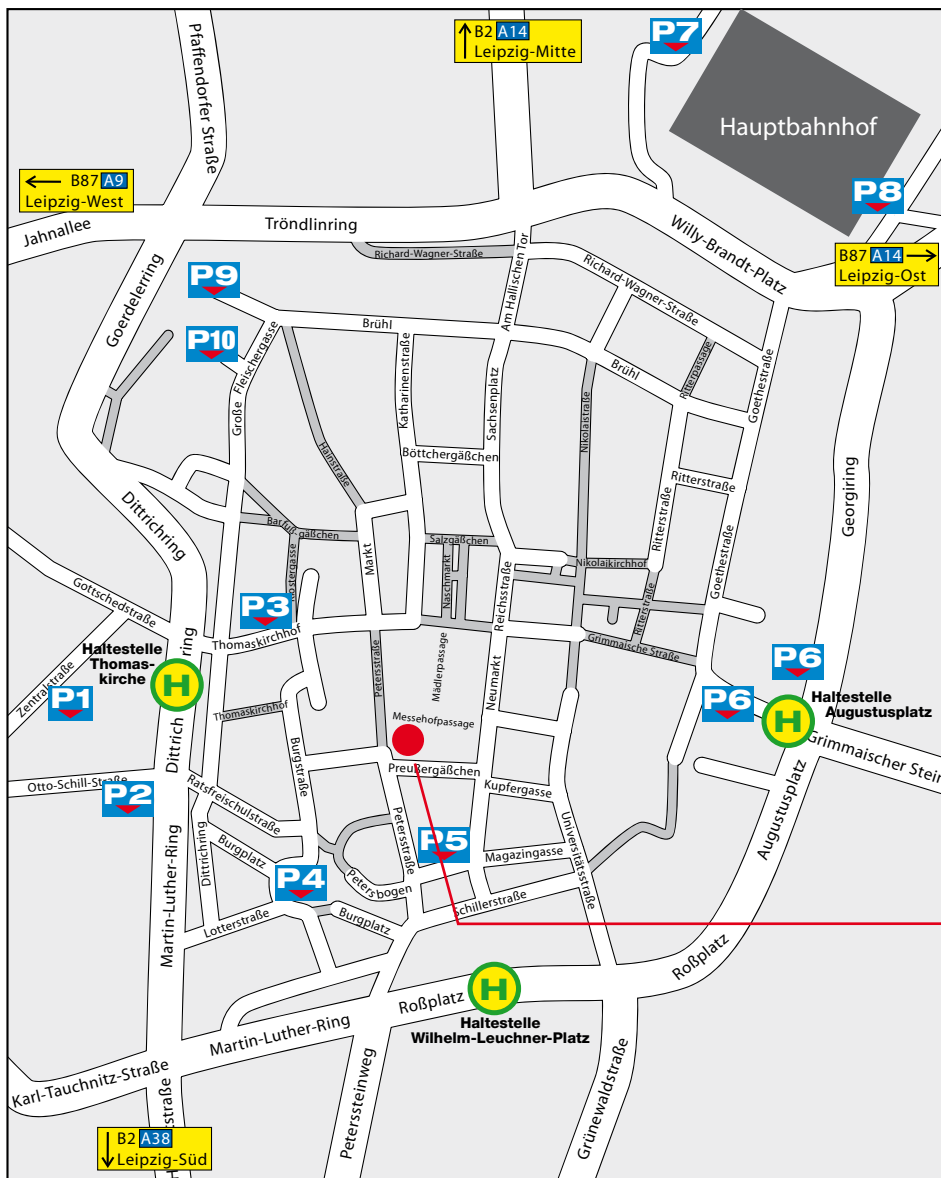 B2 A14
Leipzig-Mitte
P7
Pfaffendorfer Straße
Hauptbahnhof
B87 A9
Leipzig-West
P8
Jahnallee
Tröndlinring
Willy-Brandt-Platz
B87 A14
Leipzig-Ost
Richard-Wagner-Straße
Am Hallischen Tor
Richard-Wagner-Straße
P9
Goerdelerring
Brühl
P10
Große Fleischergasse
Katharinenstraße
Sachsenplatz
Brühl
Ritterpassage
Goethestraße
Hainstraße
Böttchergäßchen
Nikolaistraße
Ritterstraße
Georgiring
Dittrichring
Barfußgäßchen
Salzgäßchen
Markt
Naschmarkt
Reichsstraße
Nikolaikirchhof
Ritterstraße
Goethestraße
Gottschedstraße
P3
Thomaskirchhof
Ritterstraße
Grimmaische Straße
Haltestelle
Thomas-
kirche
H
ring
Zentralstraße
P1
Thomaskirchhof
Petersstraße
Mädlerpassage
Messehofpassage
Neumarkt
P6
P6
Haltestelle
Augustusplatz
H
Grimmaischer Stein
Dittrich
Burgstraße
Preußergäßchen
Kupfergasse
Otto-Schill-Straße
P2
Ratsfreischulstraße
Dittrichring
Burgplatz
Petersstraße
P5
Magazingasse
Universitätsstraße
Augustusplatz
P4
Petersbogen
Schillerstraße
Martin-Luther-Ring
Lotterstraße
Burgplatz
Roßplatz
H
Roßplatz
Haltestelle
Wilhelm-Leuchner-Platz
Martin-Luther-Ring
Karl-Tauchnitz-Straße
Peterssteinweg
Grünewaldstraße
B2 A38
Leipzig-Süd